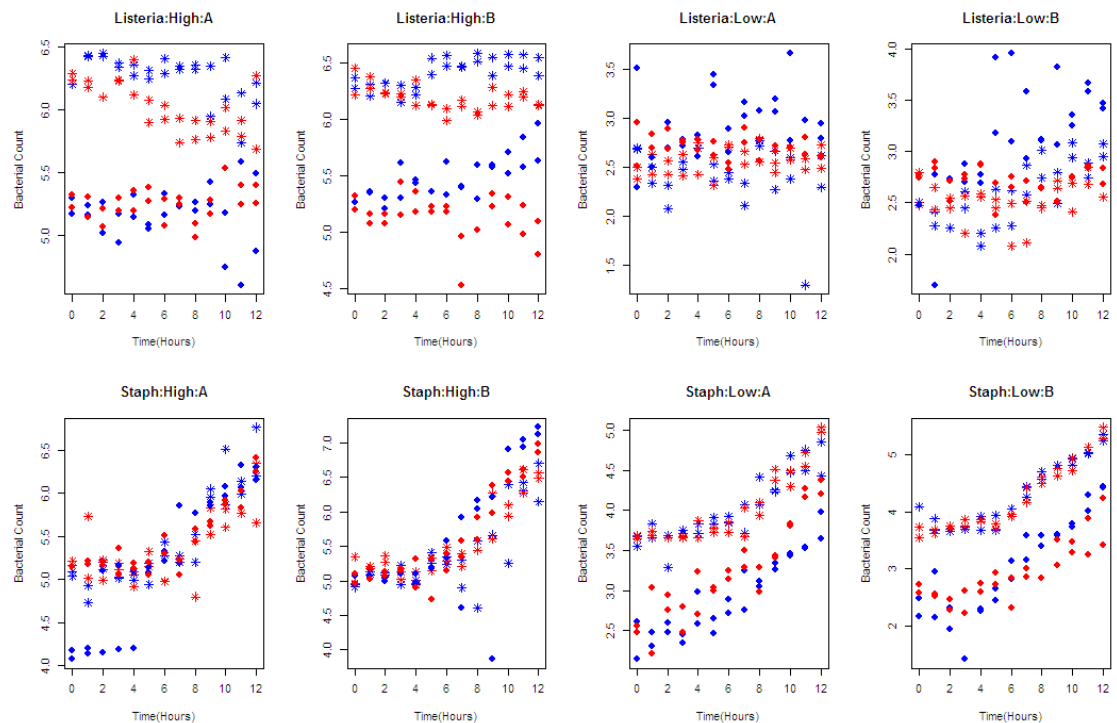 Listeria:High:A
Bacterial Count
6.5
6.0
5.5
5.0
0 2 4 6 8 10 12
Time(Hours)
Listeria:High:B
Bacterial Count
6.5
6.0
5.5
5.0
4.5
0 2 4 6 8 10 12
Time(Hours)
Listeria:Low:A
Bacterial Count
3.5
3.0
2.5
2.0
1.5
0 2 4 6 8 10 12
Time(Hours)
Listeria:Low:B
Bacterial Count
4.0
3.5
3.0
2.5
2.0
0 2 4 6 8 10 12
Time(Hours)
Staph:High:A
Bacterial Count
6.5
6.0
5.5
5.0
4.5
4.0
0 2 4 6 8 10 12
Time(Hours)
Staph:High:B
Bacterial Count
7.0
6.5
6.0
5.5
5.0
4.5
4.0
0 2 4 6 8 10 12
Time(Hours)
Staph:Low:A
Bacterial Count
5.0
4.5
4.0
3.5
3.0
2.5
0 2 4 6 8 10 12
Time(Hours)
Staph:Low:B
Bacterial Count
5
4
3
2
0 2 4 6 8 10 12
Time(Hours)